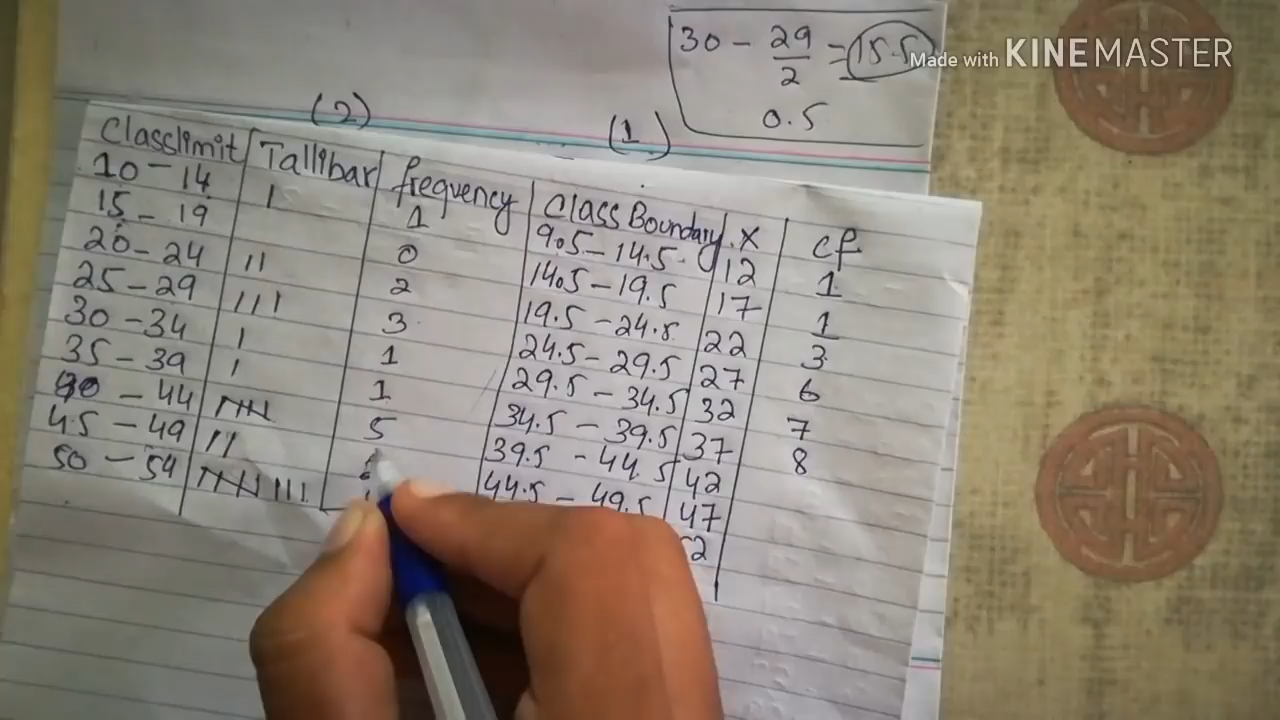 30 - 29/2 = 15.5
0.5
Made with KINEMASTER
(2) (1)
Classlimit Tallibar frequency Class Boundary X cf
10 - 14 | 1 9.5 - 14.5 12 1
15 - 19 0 14.5 - 19.5 17 1
20 - 24 || 2 19.5 - 24.5 22 3
25 - 29 ||| 3 24.5 - 29.5 27 6
30 - 34 | 1 29.5 - 34.5 32 7
35 - 39 | 1 34.5 - 39.5 37 8
40 - 44 |||| 5 39.5 - 44.5 42
45 - 49 || 44.5 - 49.5 47
50 - 54 |||| ||| 52